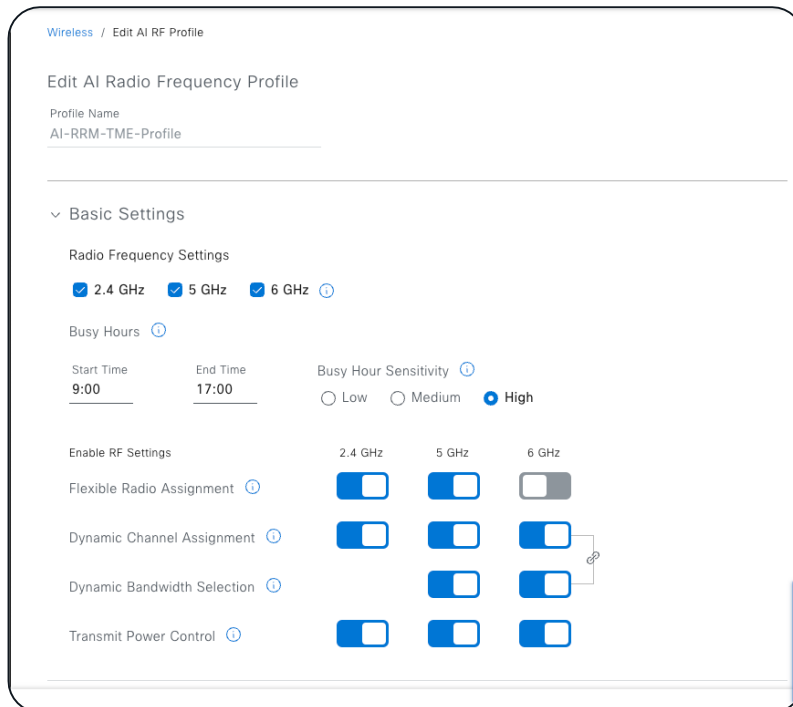 Wireless / Edit AI RF Profile
Edit AI Radio Frequency Profile
Profile Name
AI-RRM-TME-Profile
Basic Settings
Radio Frequency Settings
2.4 GHz 5 GHz 6 GHz
Busy Hours
Start Time End Time Busy Hour Sensitivity
9:00 17:00 Low Medium High
Enable RF Settings 2.4 GHz 5 GHz 6 GHz
Flexible Radio Assignment
Dynamic Channel Assignment
Dynamic Bandwidth Selection
Transmit Power Control